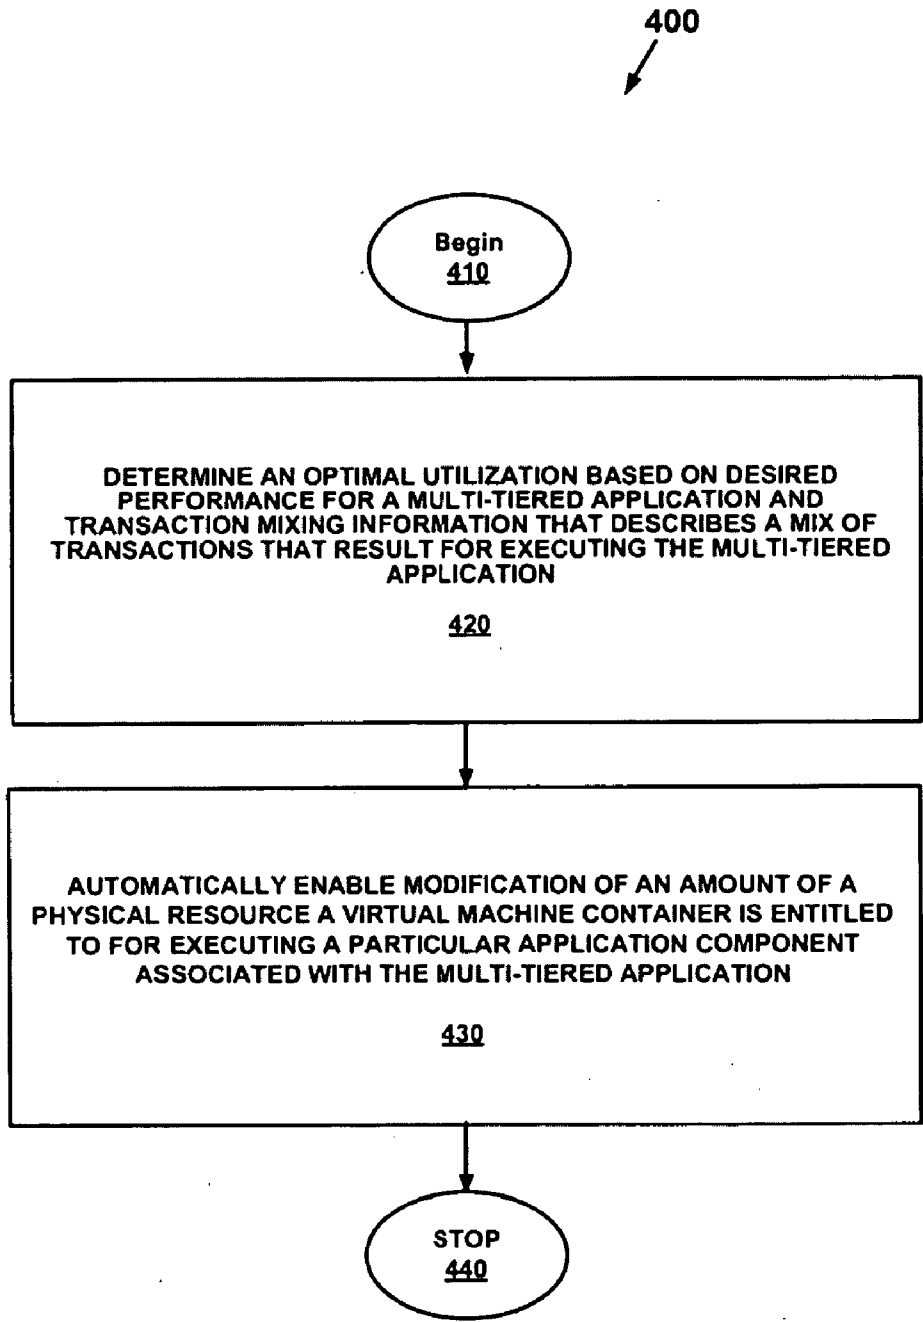 400
Begin
410
DETERMINE AN OPTIMAL UTILIZATION BASED ON DESIRED
PERFORMANCE FOR A MULTI-TIERED APPLICATION AND
TRANSACTION MIXING INFORMATION THAT DESCRIBES A MIX OF
TRANSACTIONS THAT RESULT FOR EXECUTING THE MULTI-TIERED
APPLICATION
420
AUTOMATICALLY ENABLE MODIFICATION OF AN AMOUNT OF A
PHYSICAL RESOURCE A VIRTUAL MACHINE CONTAINER IS ENTITLED
TO FOR EXECUTING A PARTICULAR APPLICATION COMPONENT
ASSOCIATED WITH THE MULTI-TIERED APPLICATION
430
STOP
440